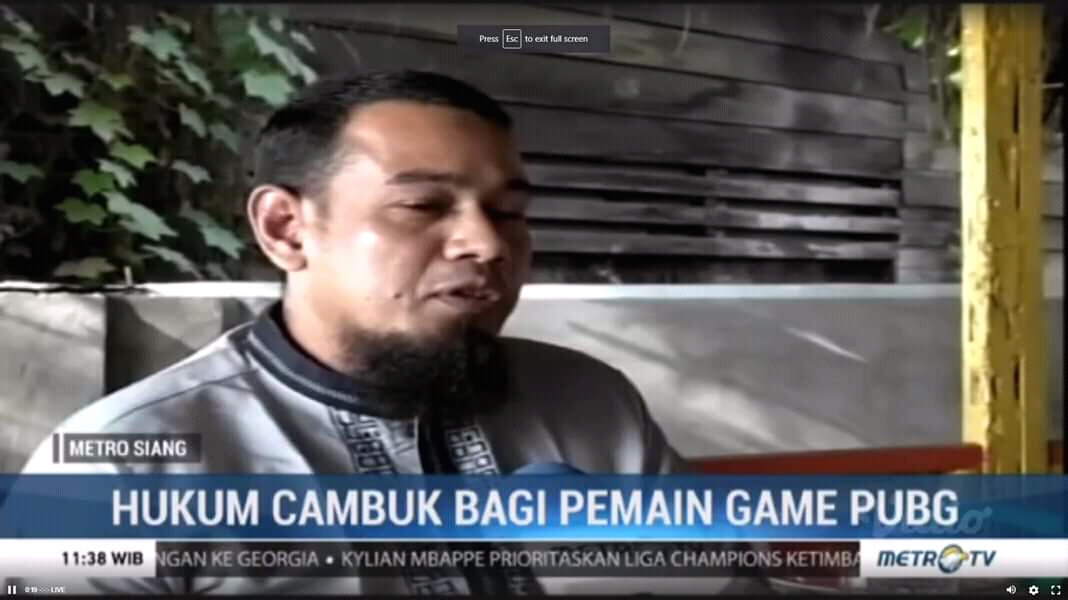 Press Esc to exit full screen
METRO SIANG
HUKUM CAMBUK BAGI PEMAIN GAME PUBG
11:38 WIB
NGAN KE GEORGIA • KYLIAN MBAPPE PRIORITASKAN LIGA CHAMPIONS KETIMBA
METRO TV
LIVE